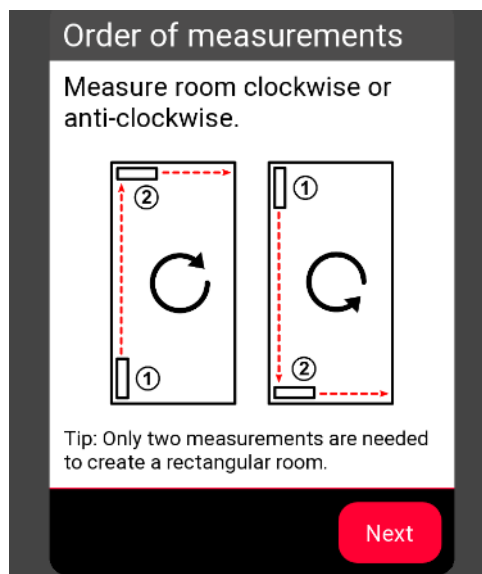 Order of measurements
Measure room clockwise or
anti-clockwise.
②
①
①
②
Tip: Only two measurements are needed
to create a rectangular room.
Next